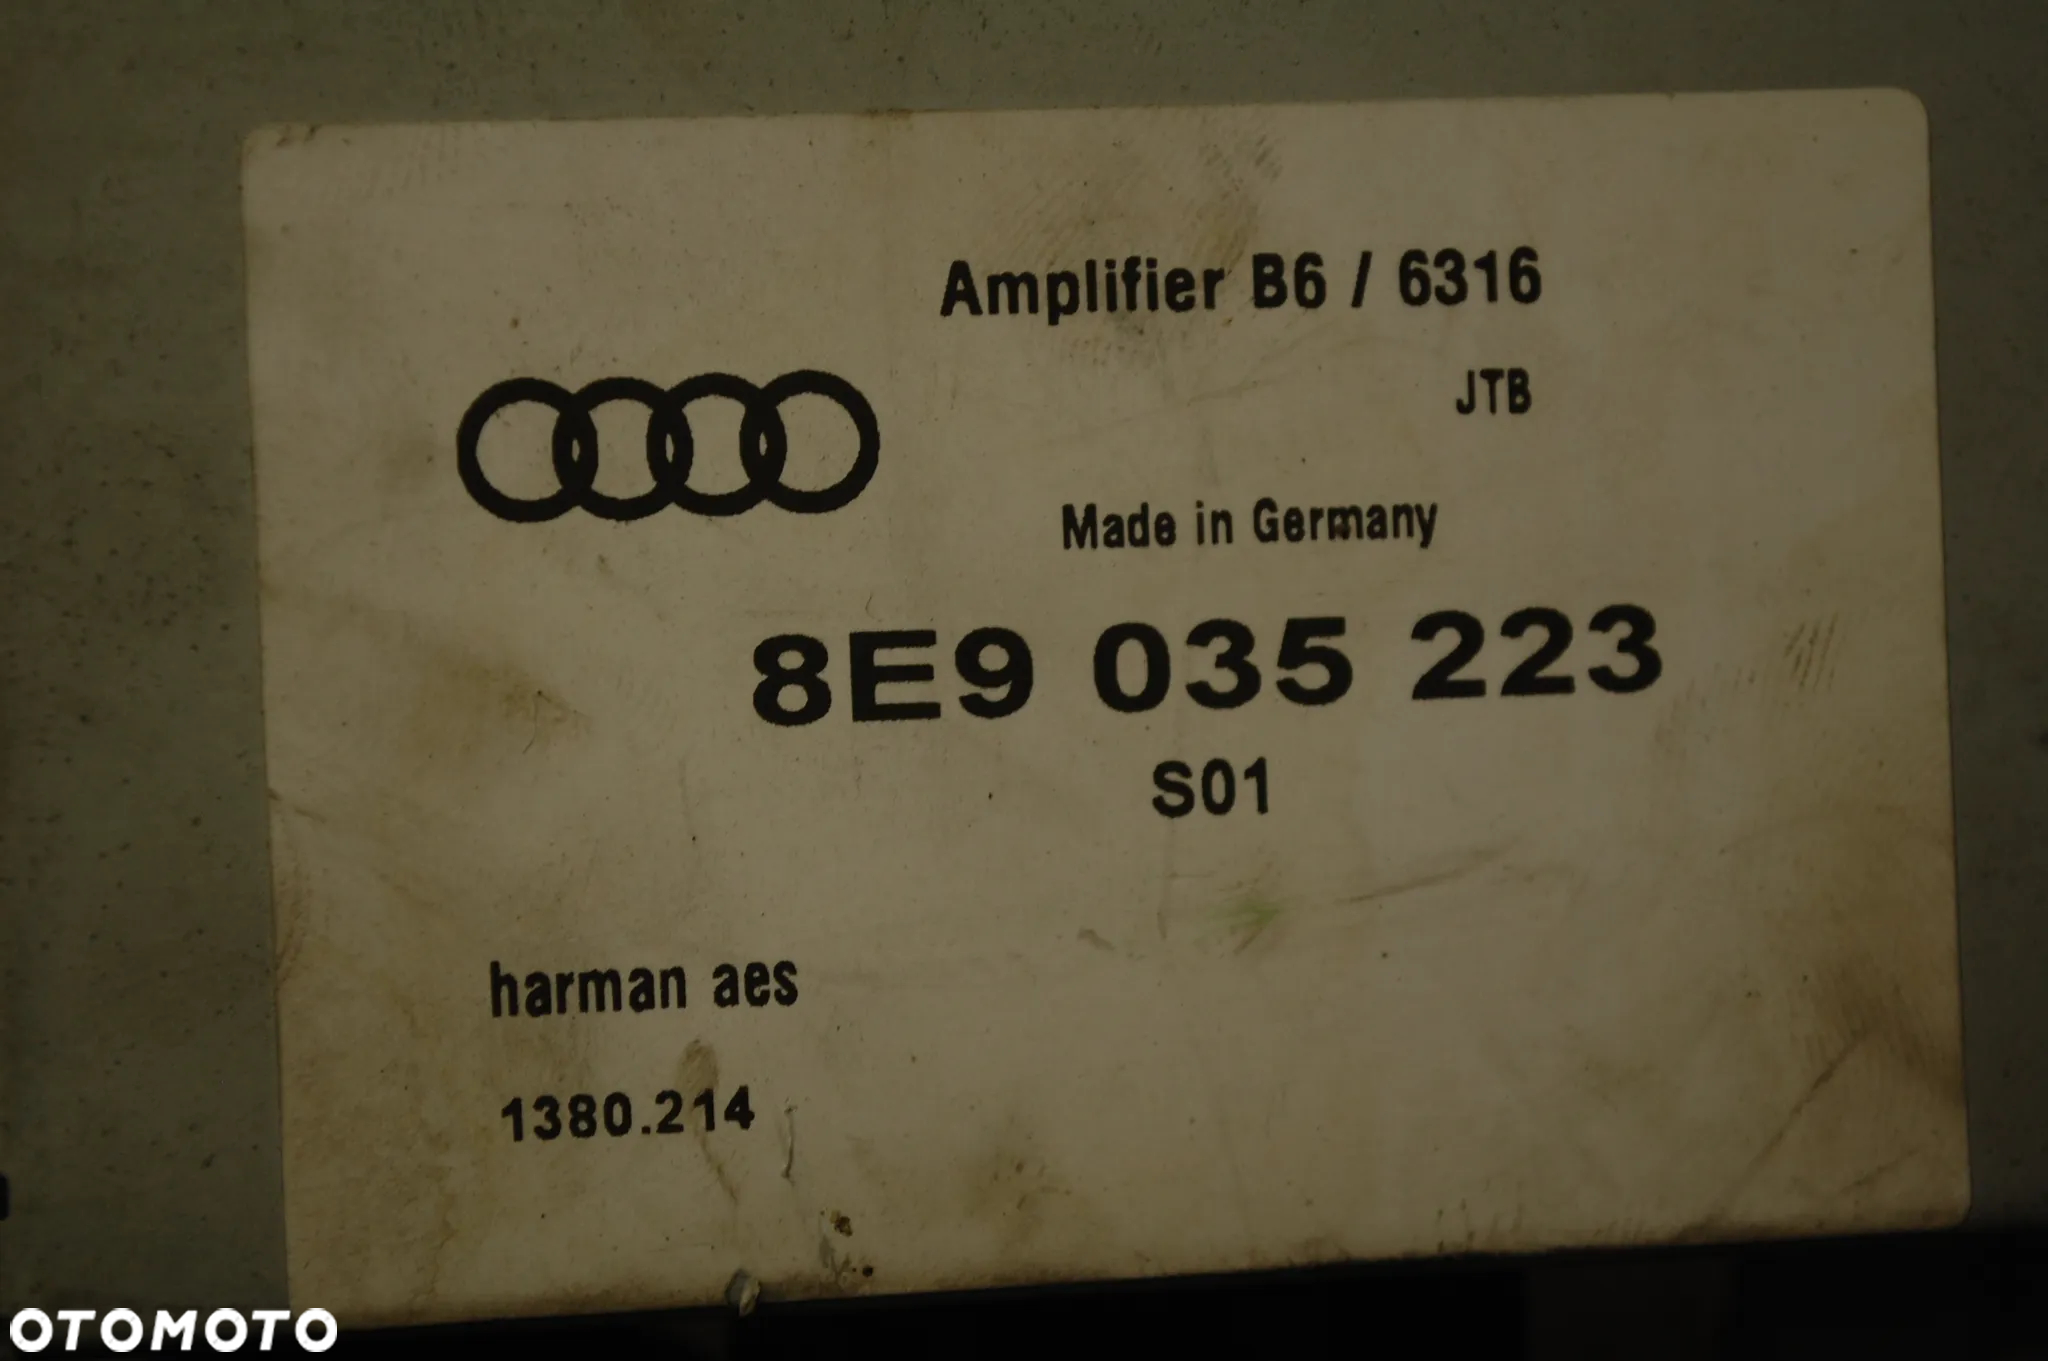 Amplifier B6 / 6316
JTB
Made in Germany
8E9 035 223
S01
harman aes
1380.214
OTOMOTO